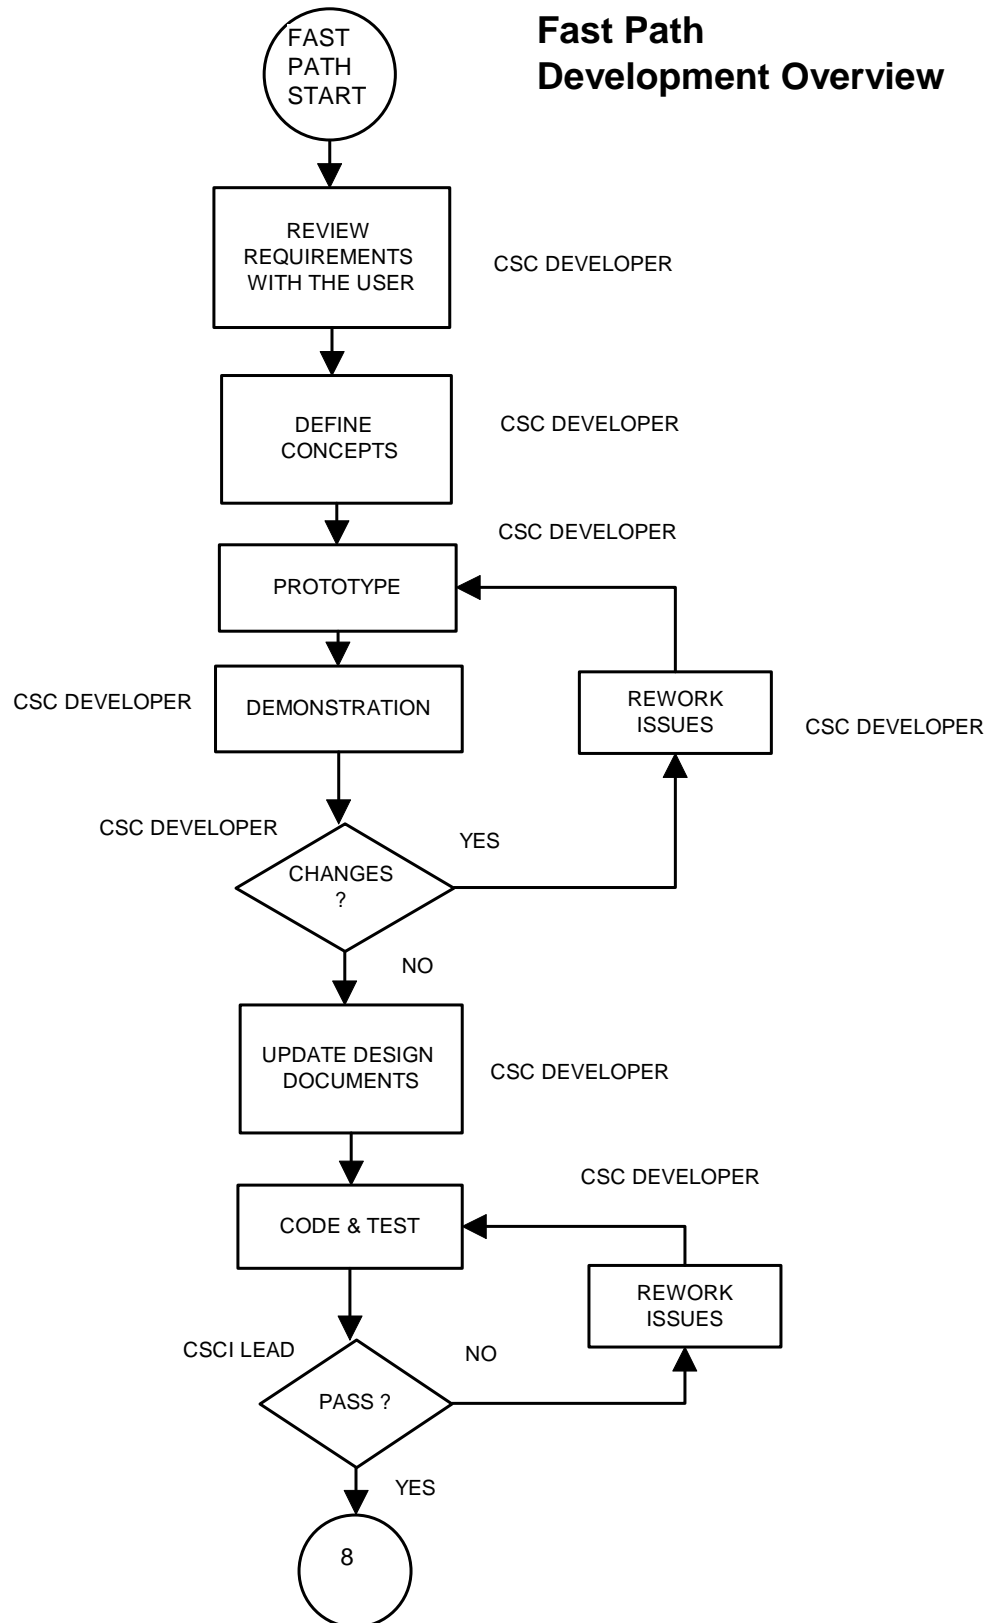 Fast Path
Development Overview
FAST
PATH
START
REVIEW
REQUIREMENTS
WITH THE USER
CSC DEVELOPER
DEFINE
CONCEPTS
CSC DEVELOPER
CSC DEVELOPER
PROTOTYPE
CSC DEVELOPER
DEMONSTRATION
REWORK
ISSUES
CSC DEVELOPER
CSC DEVELOPER
YES
CHANGES
?
NO
UPDATE DESIGN
DOCUMENTS
CSC DEVELOPER
CSC DEVELOPER
CODE & TEST
REWORK
ISSUES
CSCI LEAD
NO
PASS ?
YES
8